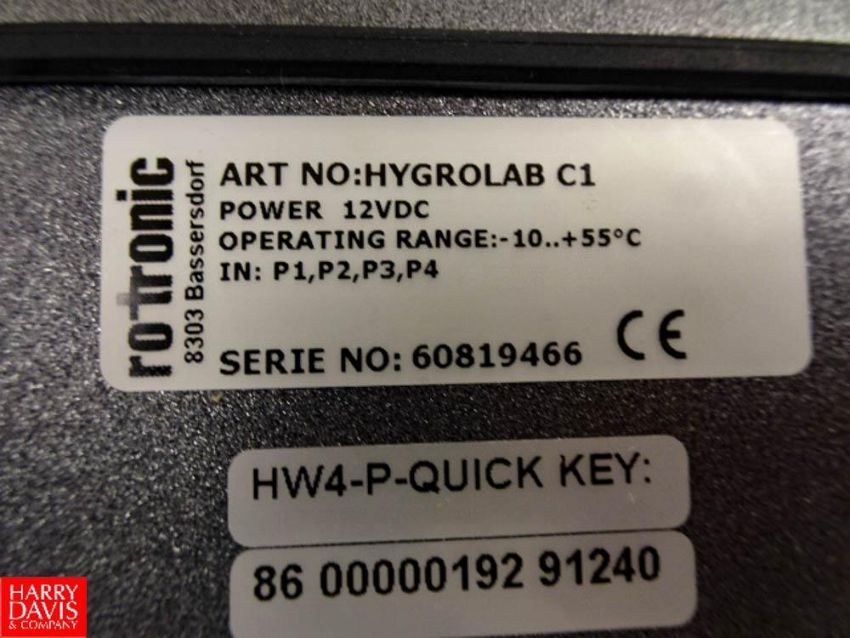 rotronic
8303 Bassersdorf
ART NO:HYGROLAB C1
POWER 12VDC
OPERATING RANGE:-10..+55°C
IN: P1,P2,P3,P4
SERIE NO: 60819466 CE
HW4-P-QUICK KEY:
86 00000192 91240
HARRY
DAVIS
& COMPANY